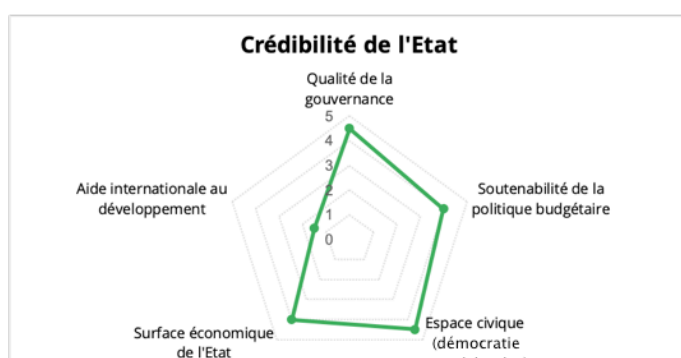 Crédibilité de l'Etat
Qualité de la
gouvernance
5
4
3
2
1
0
Aide internationale au
développement
Soutenabilité de la
politique budgétaire
Espace civique
(démocratie
Surface économique
de l'Etat